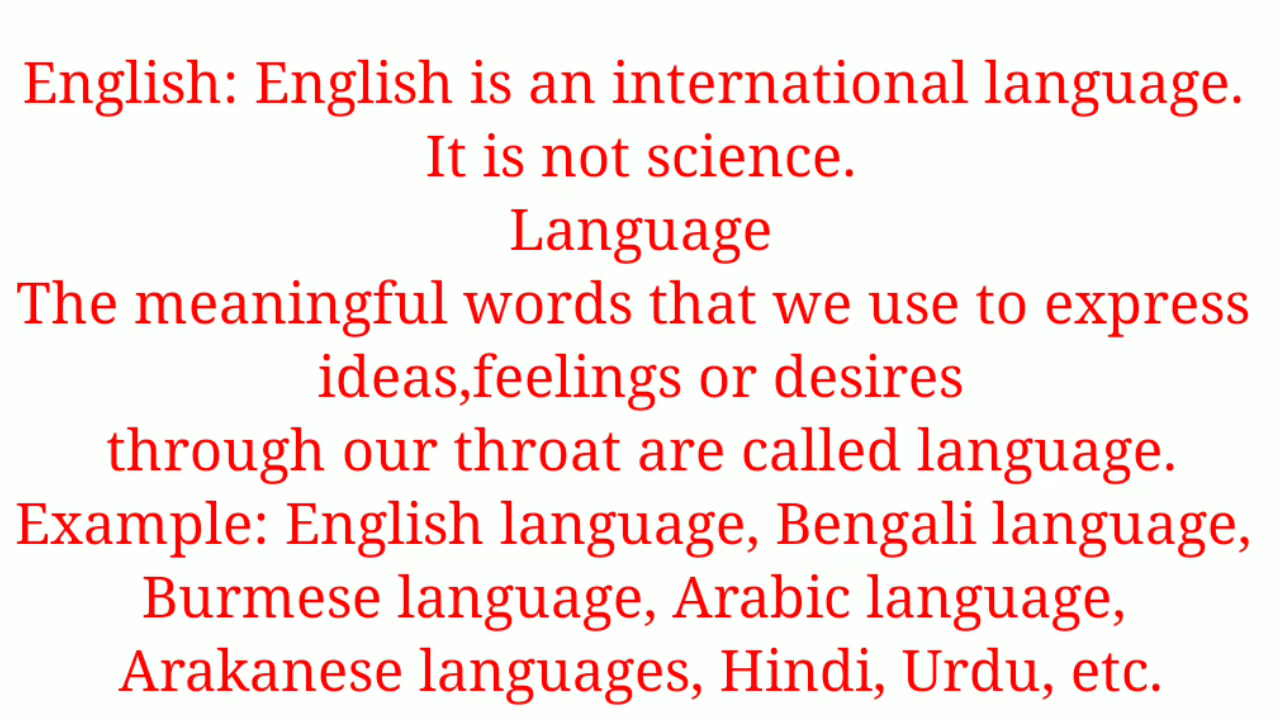 English: English is an international language.
It is not science.
Language
The meaningful words that we use to express
ideas,feelings or desires
through our throat are called language.
Example: English language, Bengali language,
Burmese language, Arabic language,
Arakanese languages, Hindi, Urdu, etc.